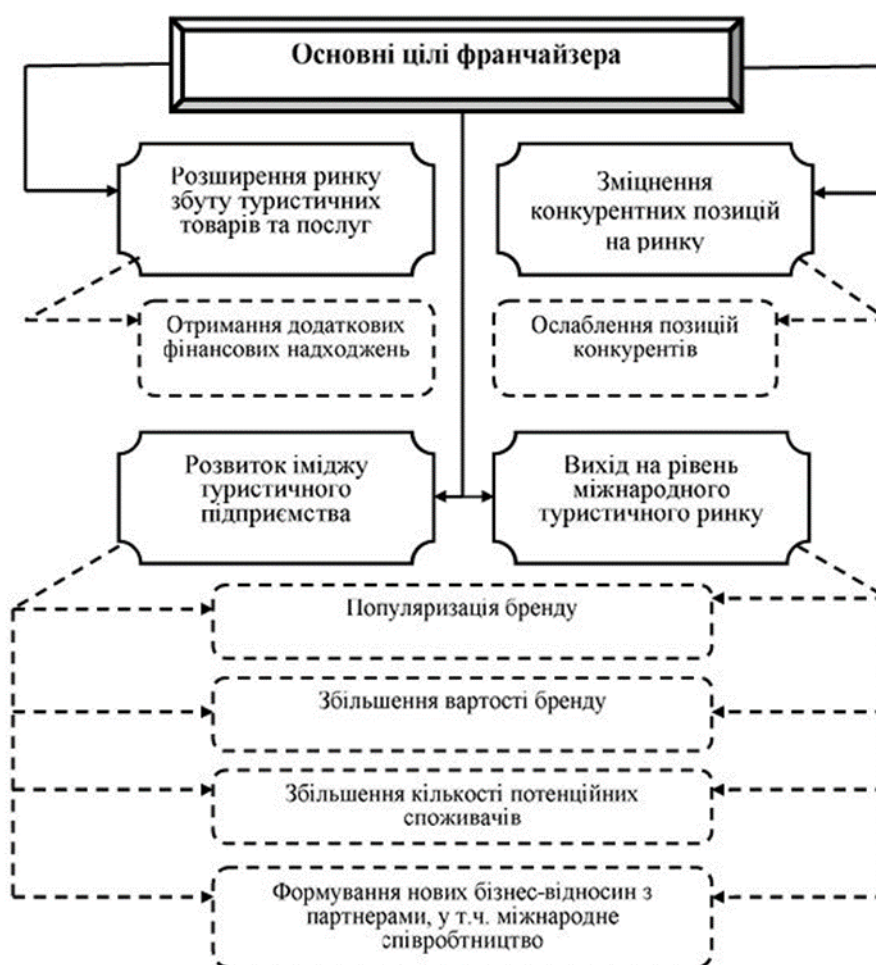 Основні цілі франчайзера
Розширення ринку
збуту туристичних
товарів та послуг
Зміцнення
конкурентних позицій
на ринку
Отримання додаткових
фінансових надходжень
Ослаблення позицій
конкурентів
Розвиток іміджу
туристичного
підприємства
Вихід на рівень
міжнародного
туристичного ринку
Популяризація бренду
Збільшення вартості бренду
Збільшення кількості потенційних
споживачів
Формування нових бізнес-відносин з
партнерами, у т.ч. міжнародне
співробтництво